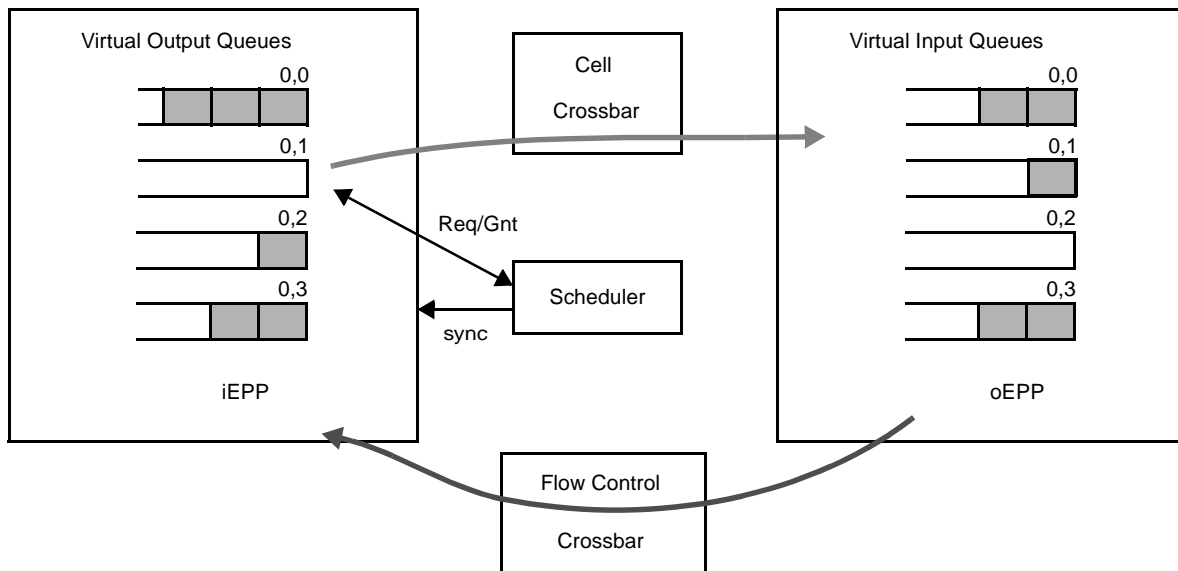 Virtual Output Queues
0,0
0,1
0,2
0,3
iEPP
Cell
Crossbar
Req/Gnt
Scheduler
sync
Flow Control
Crossbar
Virtual Input Queues
0,0
0,1
0,2
0,3
oEPP